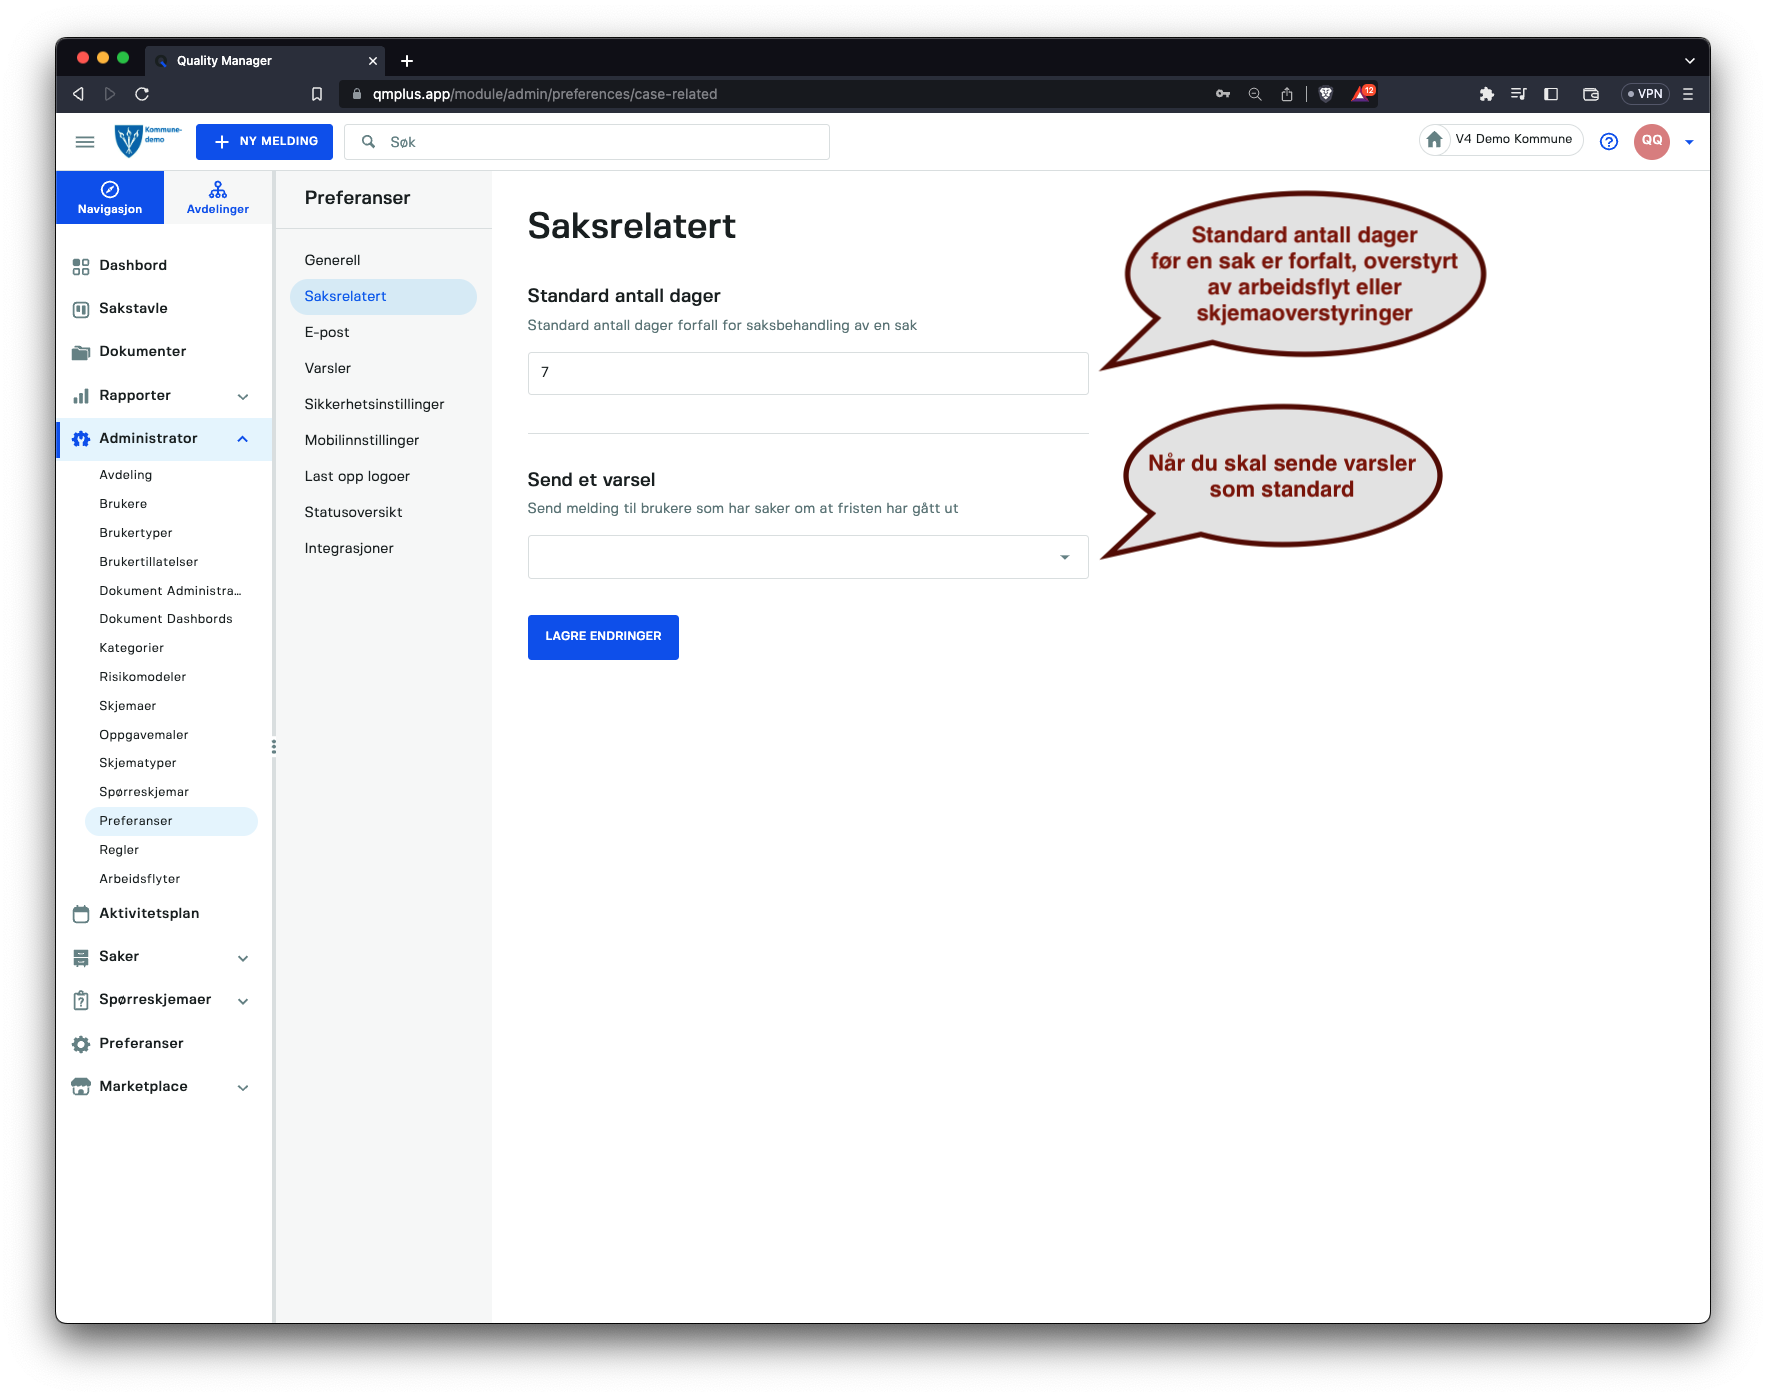 Quality Manager
qmplus.app/module/admin/preferences/case-related
12
VPN
Kommune-
demo
NY MELDING
Søk
V4 Demo Kommune
QQ
Navigasjon
Avdelinger
Dashbord
Sakstavle
Dokumenter
Rapporter
Administrator
Avdeling
Brukere
Brukertyper
Brukertillatelser
Dokument Administra...
Dokument Dashbords
Kategorier
Risikomodeler
Skjemaer
Oppgavemaler
Skjematyper
Spørreskjemar
Preferanser
Regler
Arbeidsflyter
Aktivitetsplan
Saker
Spørreskjemaer
Preferanser
Marketplace
Preferanser
Generell
Saksrelatert
E-post
Varsler
Sikkerhetsinstillinger
Mobilinnstillinger
Last opp logoer
Statusoversikt
Integrasjoner
Saksrelatert
Standard antall dager
Standard antall dager forfall for saksbehandling av en sak
7
Send et varsel
Send melding til brukere som har saker om at fristen har gått ut
LAGRE ENDRINGER
Standard antall dager
før en sak er forfalt, overstyrt
av arbeidsflyt eller
skjemaoverstyringer
Når du skal sende varsler
som standard